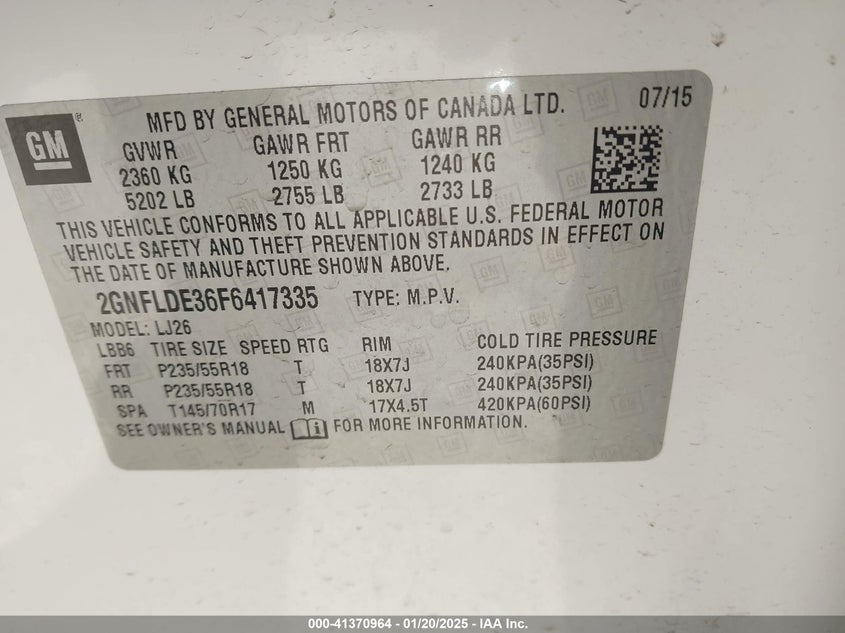 GM ®
MFD BY GENERAL MOTORS OF CANADA LTD. 07/15
GVWR GAWR FRT GAWR RR
2360 KG 1250 KG 1240 KG
5202 LB 2755 LB 2733 LB
THIS VEHICLE CONFORMS TO ALL APPLICABLE U.S. FEDERAL MOTOR
VEHICLE SAFETY AND THEFT PREVENTION STANDARDS IN EFFECT ON
THE DATE OF MANUFACTURE SHOWN ABOVE.
2GNFLDE36F6417335 TYPE: M.P.V.
MODEL: LJ26
LBB6 TIRE SIZE SPEED RTG RIM COLD TIRE PRESSURE
FRT P235/55R18 T 18X7J 240KPA(35PSI)
RR P235/55R18 T 18X7J 240KPA(35PSI)
SPA T145/70R17 M 17X4.5T 420KPA(60PSI)
SEE OWNER'S MANUAL i FOR MORE INFORMATION.
000-41370964 - 01/20/2025 - IAA Inc.